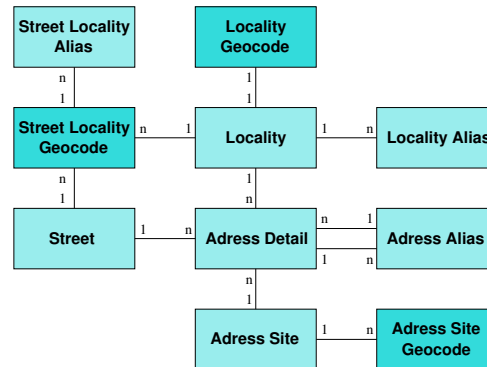 Street Locality
Alias
Locality
Geocode
n
1
1
1
Street Locality
Geocode
n
1
Locality
1
n
Locality Alias
n
1
1
n
Street
1
n
Adress Detail
n
1
1
n
Adress Alias
n
1
Adress Site
1
n
Adress Site
Geocode